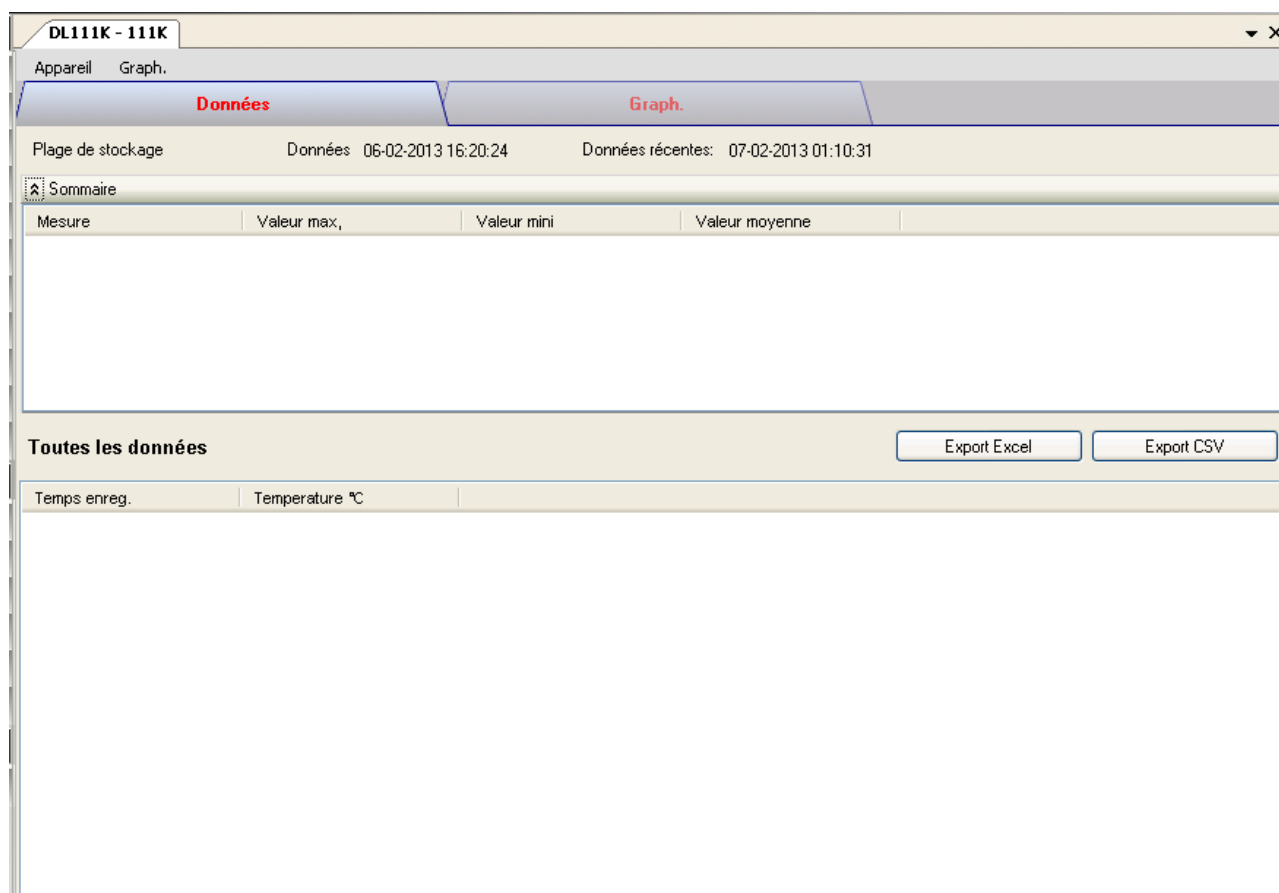 DL111K - 111K
Appareil Graph.
Données Graph.
Plage de stockage Données 06-02-2013 16:20:24 Données récentes: 07-02-2013 01:10:31
Sommaire
Mesure Valeur max, Valeur mini Valeur moyenne
Toutes les données Export Excel Export CSV
Temps enreg. Temperature °C